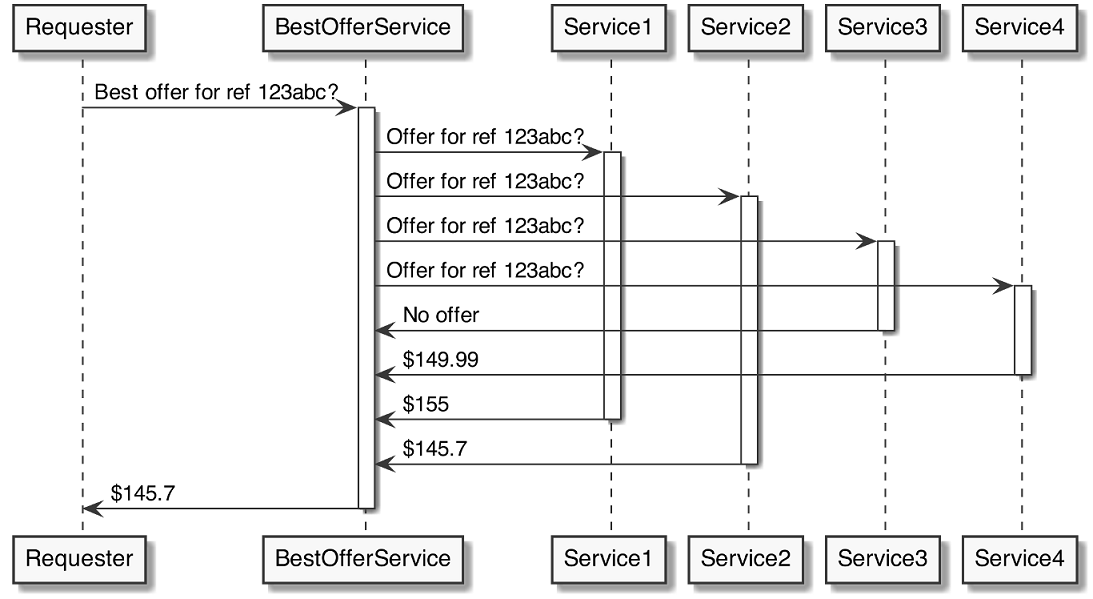 Requester BestOfferService Service1 Service2 Service3 Service4
Best offer for ref 123abc?
Offer for ref 123abc?
Offer for ref 123abc?
Offer for ref 123abc?
Offer for ref 123abc?
No offer
$149.99
$155
$145.7
$145.7
Requester BestOfferService Service1 Service2 Service3 Service4